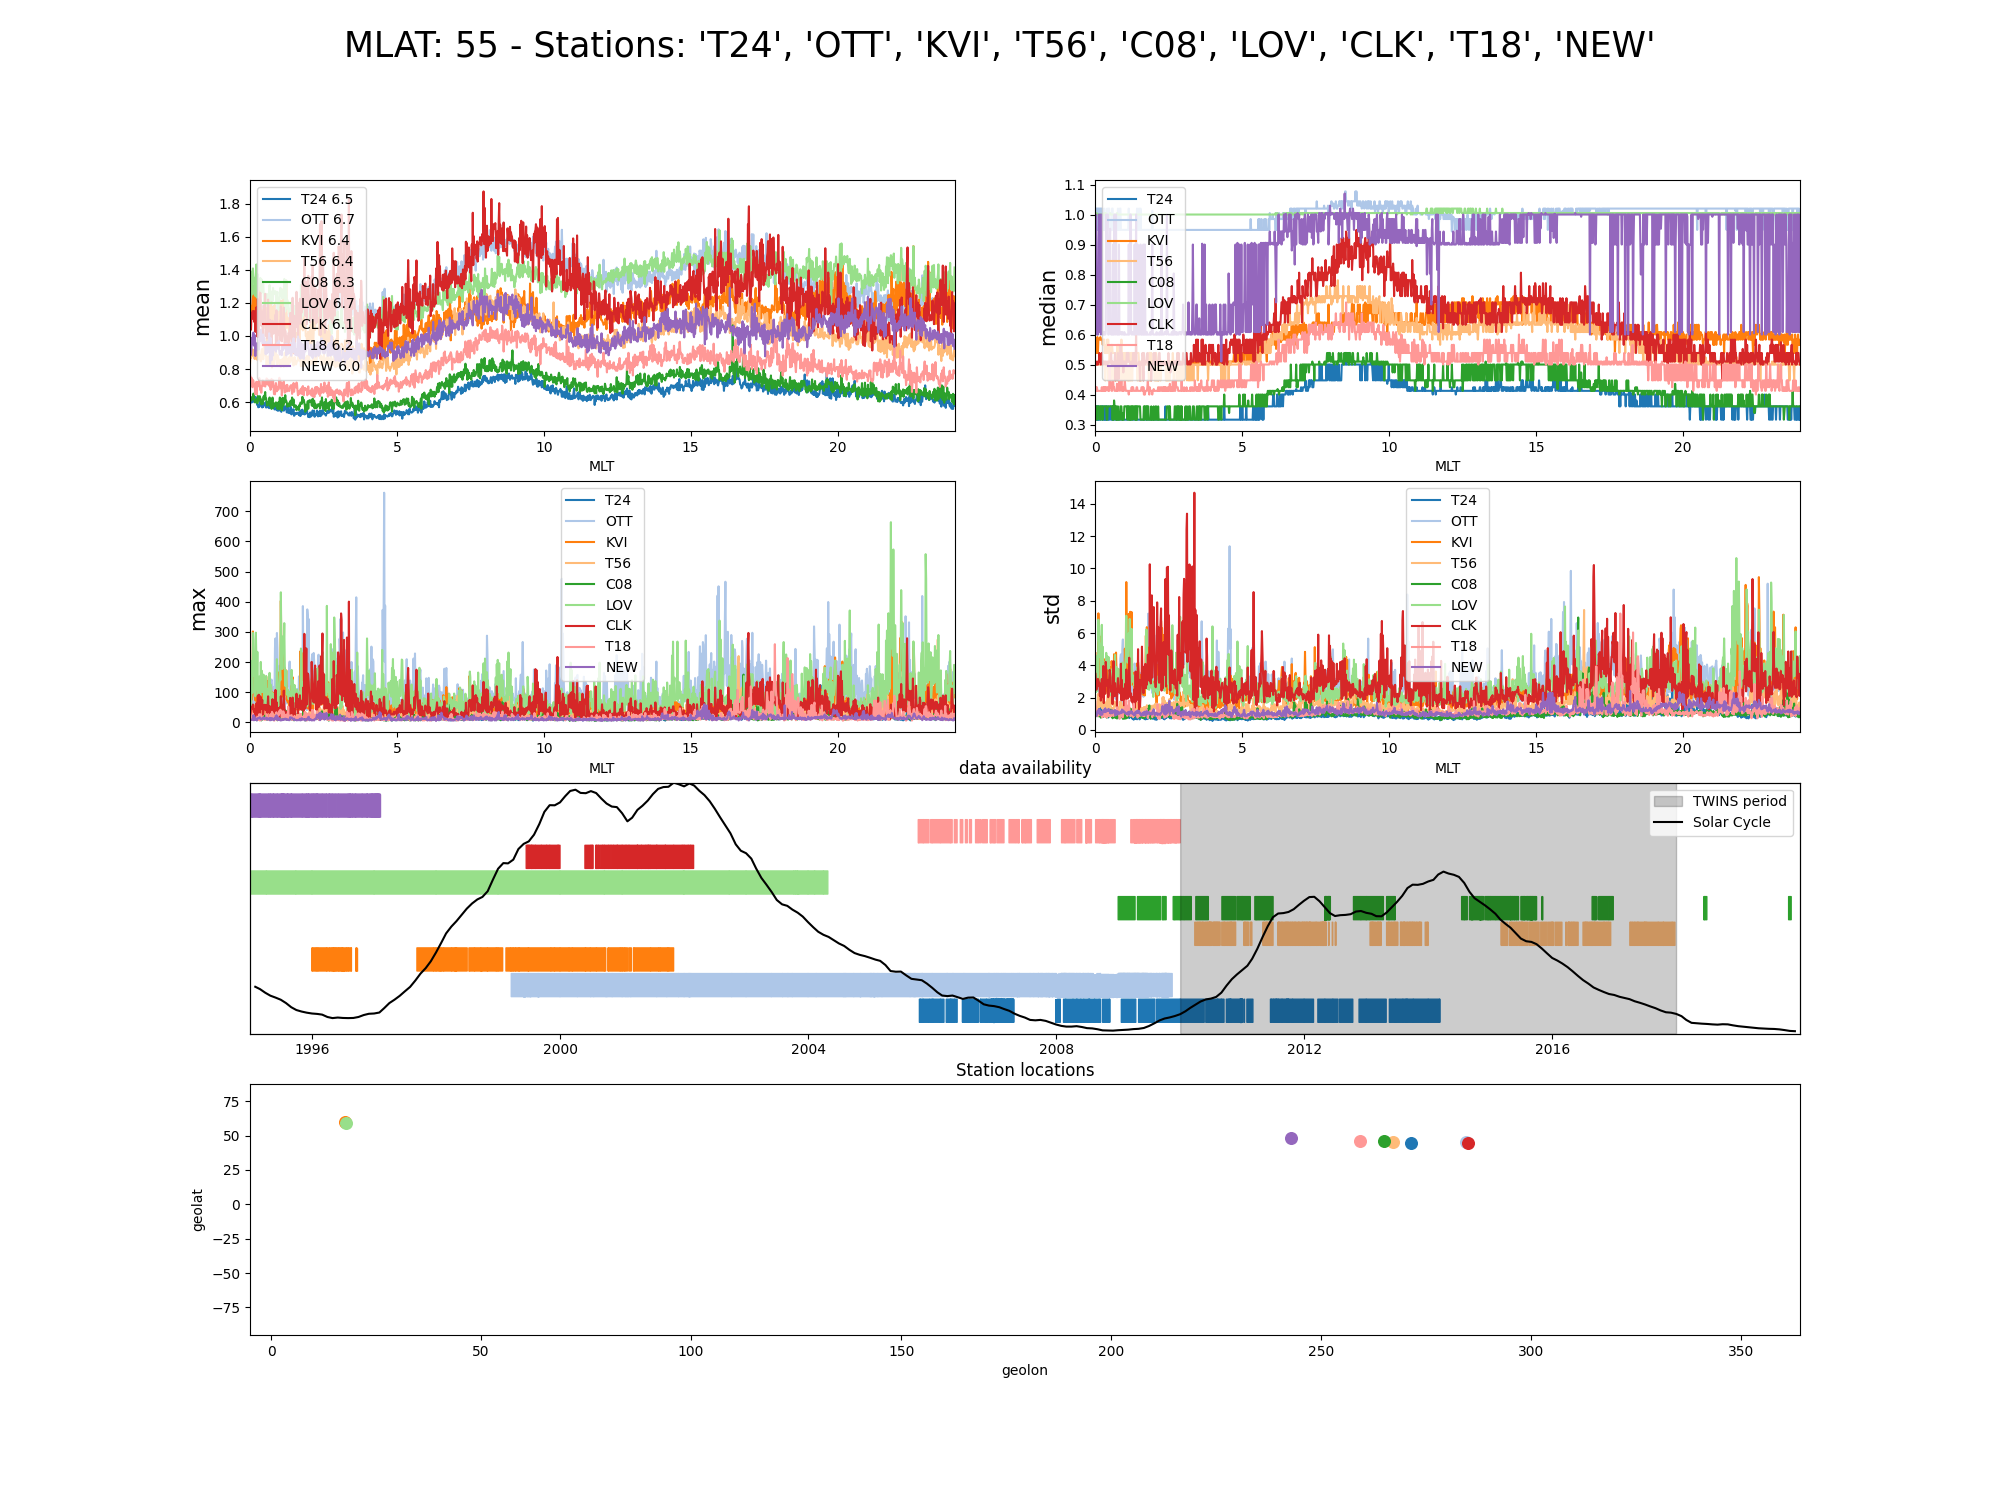 MLAT: 55 - Stations: 'T24', 'OTT', 'KVI', 'T56', 'C08', 'LOV', 'CLK', 'T18', 'NEW'
mean
1.8
1.6
1.4
1.2
1.0
0.8
0.6
T24 6.5
OTT 6.7
KVI 6.4
T56 6.4
C08 6.3
LOV 6.7
CLK 6.1
T18 6.2
NEW 6.0
0 5 10 15 20
MLT
median
1.1
1.0
0.9
0.8
0.7
0.6
0.5
0.4
0.3
T24
OTT
KVI
T56
C08
LOV
CLK
T18
NEW
0 5 10 15 20
MLT
max
700
600
500
400
300
200
100
0
T24
OTT
KVI
T56
C08
LOV
CLK
T18
NEW
0 5 10 15 20
MLT
std
14
12
10
8
6
4
2
0
T24
OTT
KVI
T56
C08
LOV
CLK
T18
NEW
0 5 10 15 20
MLT
data availability
TWINS period
Solar Cycle
1996 2000 2004 2008 2012 2016
Station locations
geolat
75
50
25
0
−25
−50
−75
0 50 100 150 200 250 300 350
geolon